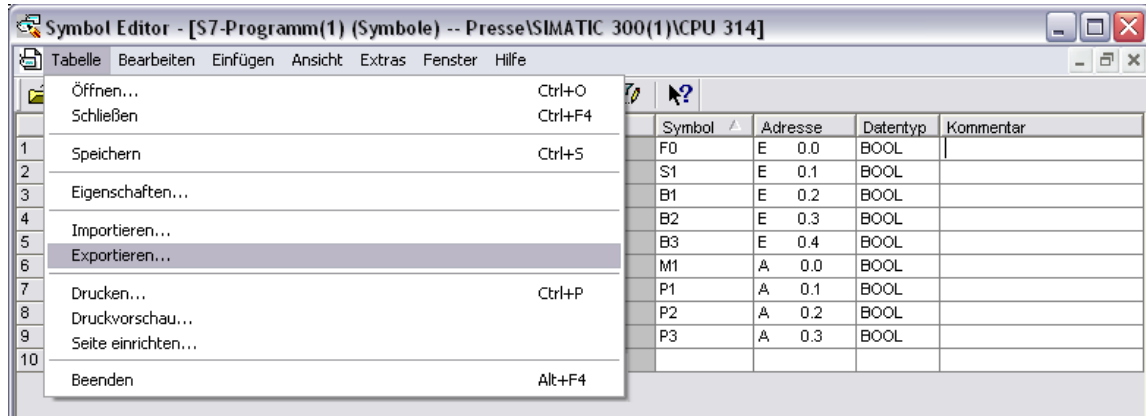 Symbol Editor - [S7-Programm(1) (Symbole) -- Presse\SIMATIC 300(1)\CPU 314]
Tabelle Bearbeiten Einfügen Ansicht Extras Fenster Hilfe
Öffnen... Ctrl+O
Schließen Ctrl+F4
Speichern Ctrl+S
Eigenschaften...
Importieren...
Exportieren...
Drucken... Ctrl+P
Druckvorschau...
Seite einrichten...
Beenden Alt+F4
Symbol Adresse Datentyp Kommentar
1 F0 E 0.0 BOOL
2 S1 E 0.1 BOOL
3 B1 E 0.2 BOOL
4 B2 E 0.3 BOOL
5 B3 E 0.4 BOOL
6 M1 A 0.0 BOOL
7 P1 A 0.1 BOOL
8 P2 A 0.2 BOOL
9 P3 A 0.3 BOOL
10